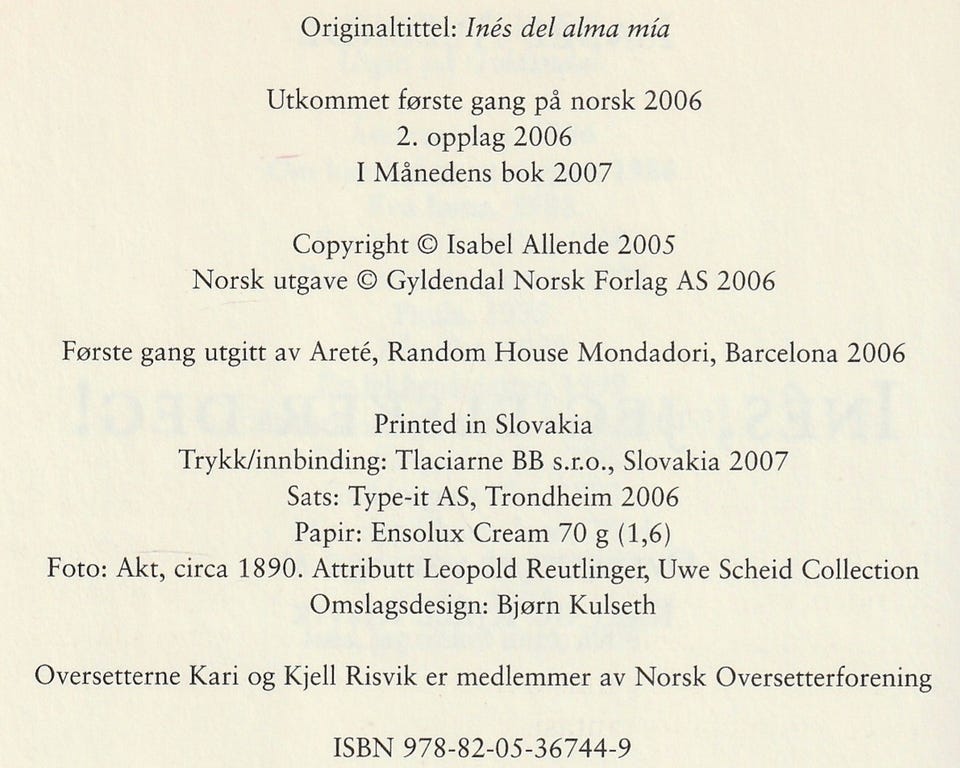 Originaltittel: Inés del alma mía
Utkommet første gang på norsk 2006
2. opplag 2006
I Månedens bok 2007
Copyright © Isabel Allende 2005
Norsk utgave © Gyldendal Norsk Forlag AS 2006
Første gang utgitt av Areté, Random House Mondadori, Barcelona 2006
Printed in Slovakia
Trykk/innbinding: Tlaciarne BB s.r.o., Slovakia 2007
Sats: Type-it AS, Trondheim 2006
Papir: Ensolux Cream 70 g (1,6)
Foto: Akt, circa 1890. Attributt Leopold Reutlinger, Uwe Scheid Collection
Omslagsdesign: Bjørn Kulseth
Oversetterne Kari og Kjell Risvik er medlemmer av Norsk Oversetterforening
ISBN 978-82-05-36744-9